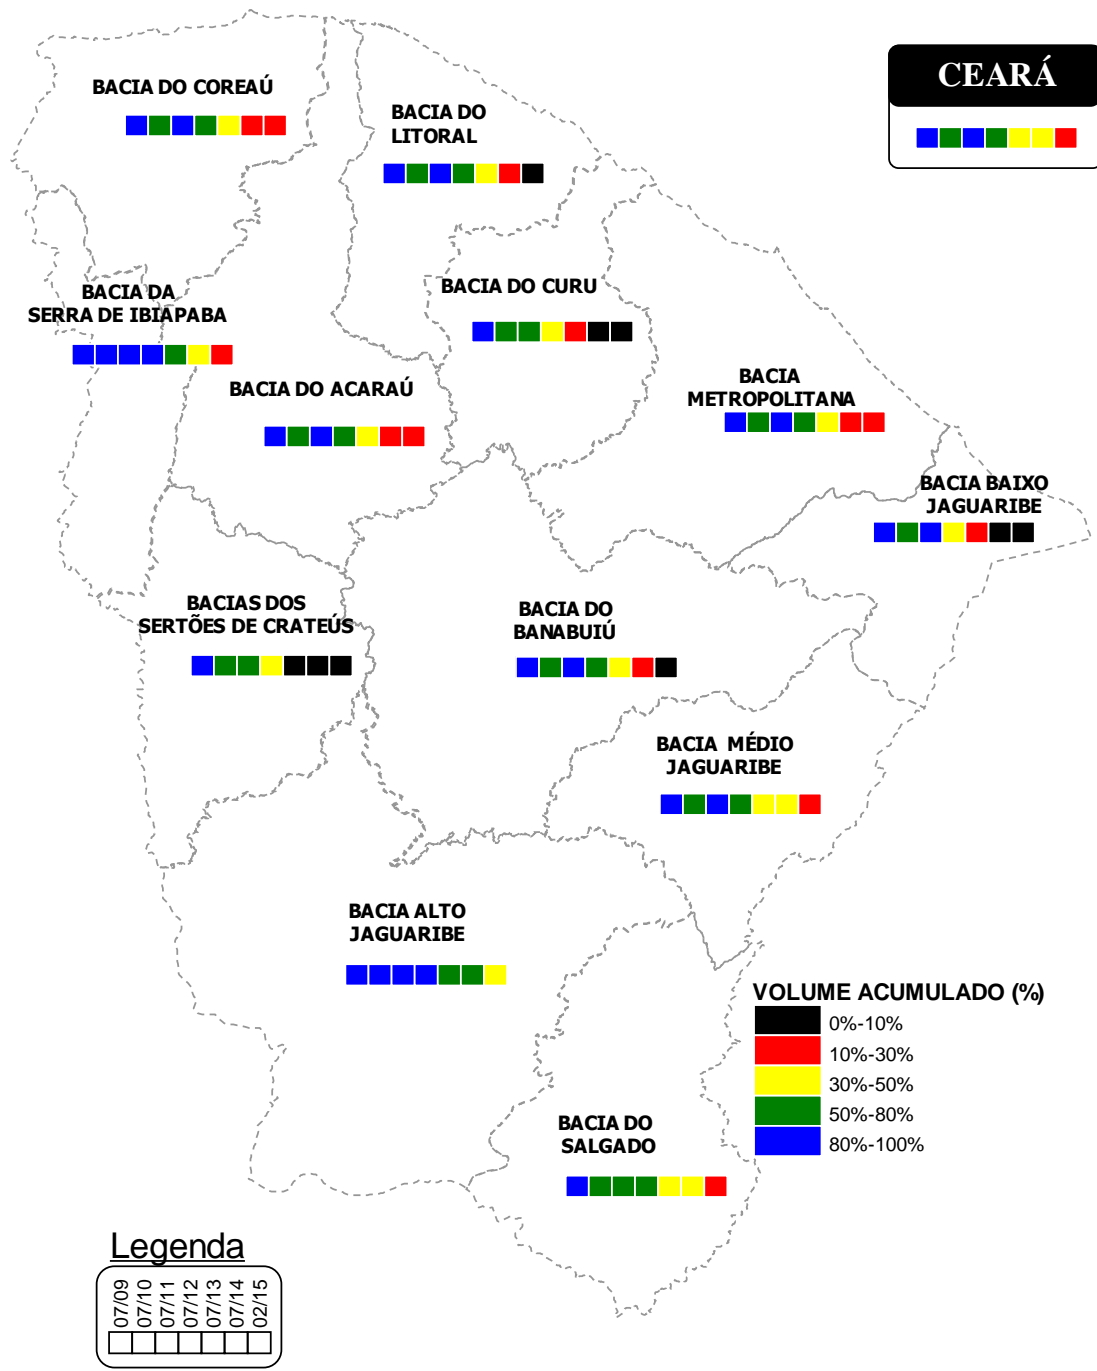 CEARÁ
BACIA DO COREAÚ
BACIA DO
LITORAL
BACIA DO CURU
BACIA DA
SERRA DE IBIAPABA
BACIA DO ACARAÚ
BACIA
METROPOLITANA
BACIA BAIXO
JAGUARIBE
BACIAS DOS
SERTÕES DE CRATEÚS
BACIA DO
BANABUIÚ
BACIA MÉDIO
JAGUARIBE
BACIA ALTO
JAGUARIBE
BACIA DO
SALGADO
VOLUME ACUMULADO (%)
0%-10%
10%-30%
30%-50%
50%-80%
80%-100%
Legenda
07/09
07/10
07/11
07/12
07/13
07/14
02/15